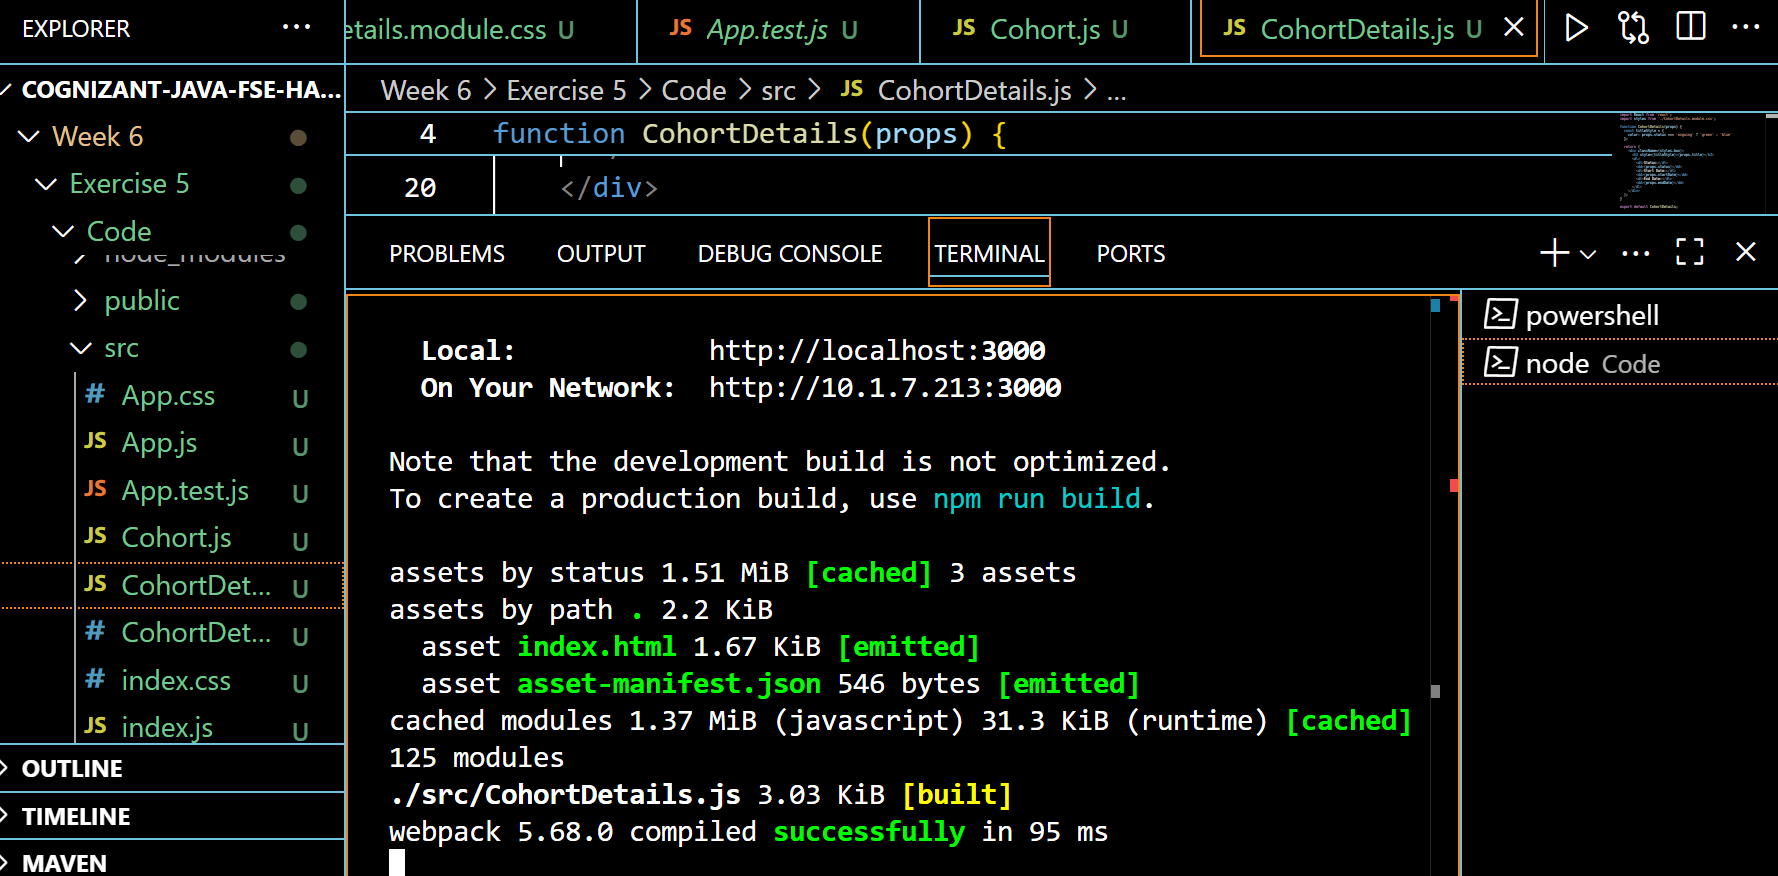 EXPLORER ...
COGNIZANT-JAVA-FSE-HA...
Week 6
Exercise 5
Code
node_modules
public
src
# App.css U
JS App.js U
JS App.test.js U
JS Cohort.js U
JS CohortDet... U
# CohortDet... U
# index.css U
JS index.js U
OUTLINE
TIMELINE
MAVEN
etails.module.css U
JS App.test.js U
JS Cohort.js U
JS CohortDetails.js U
Week 6 > Exercise 5 > Code > src > JS CohortDetails.js > ...
4 function CohortDetails(props) {
20 </div>
PROBLEMS OUTPUT DEBUG CONSOLE TERMINAL PORTS
Local: http://localhost:3000
On Your Network: http://10.1.7.213:3000
Note that the development build is not optimized.
To create a production build, use npm run build.
assets by status 1.51 MiB [cached] 3 assets
assets by path . 2.2 KiB
asset index.html 1.67 KiB [emitted]
asset asset-manifest.json 546 bytes [emitted]
cached modules 1.37 MiB (javascript) 31.3 KiB (runtime) [cached]
125 modules
./src/CohortDetails.js 3.03 KiB [built]
webpack 5.68.0 compiled successfully in 95 ms
powershell
node Code